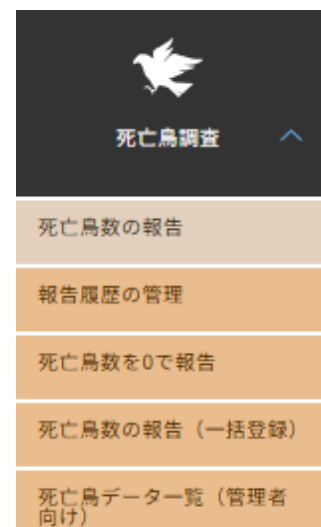 死亡鳥調査
死亡鳥数の報告
報告履歴の管理
死亡鳥数を0で報告
死亡鳥数の報告（一括登録）
死亡鳥データ一覧（管理者
向け）